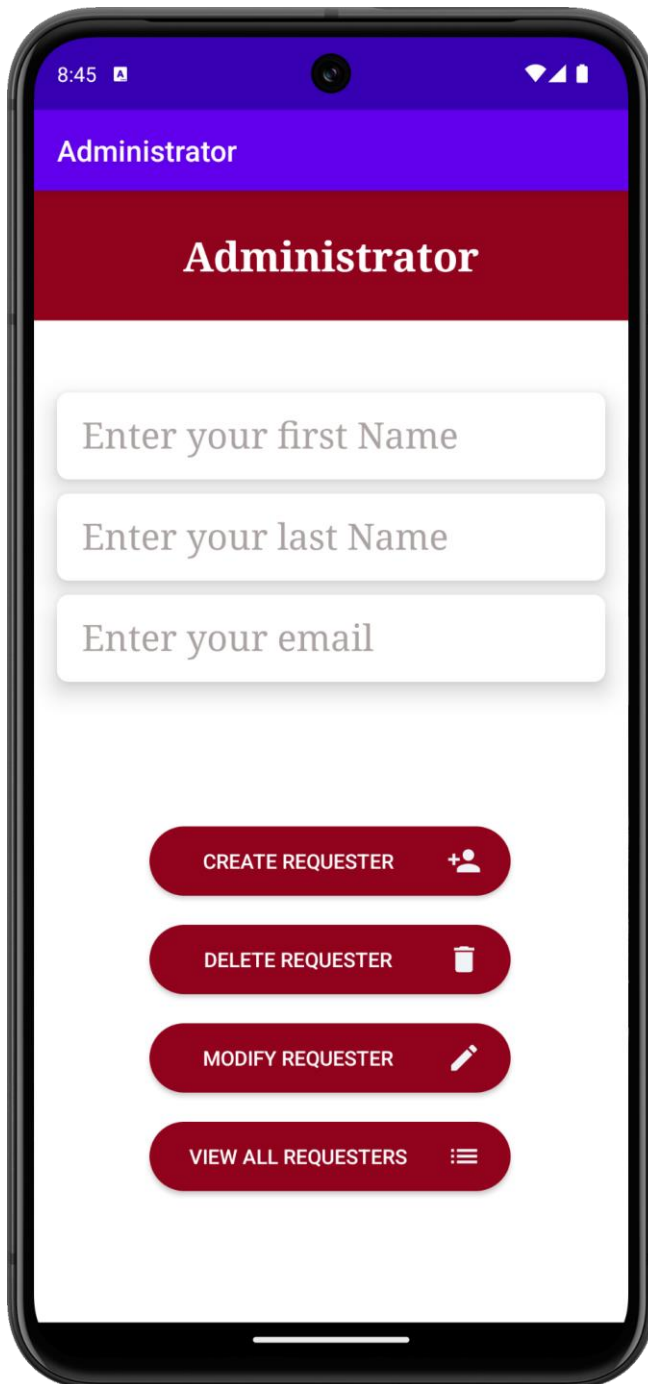 8:45 A
Administrator
Administrator
Enter your first Name
Enter your last Name
Enter your email
CREATE REQUESTER
DELETE REQUESTER
MODIFY REQUESTER
VIEW ALL REQUESTERS